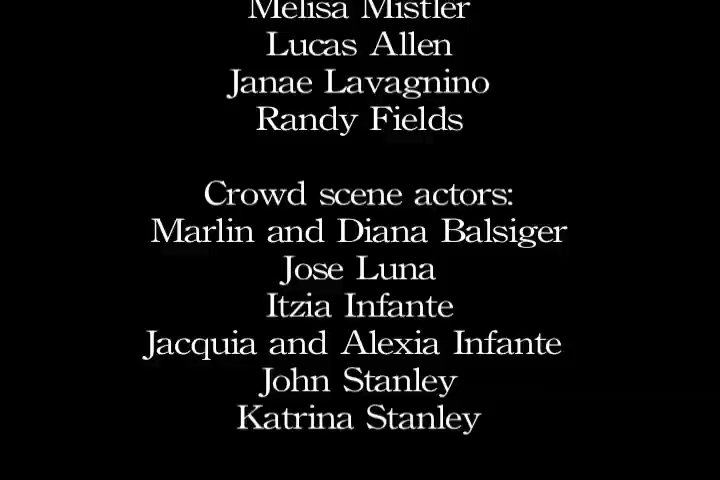 Melisa Mistler
Lucas Allen
Janae Lavagnino
Randy Fields
Crowd scene actors:
Marlin and Diana Balsiger
Jose Luna
Itzia Infante
Jacquia and Alexia Infante
John Stanley
Katrina Stanley